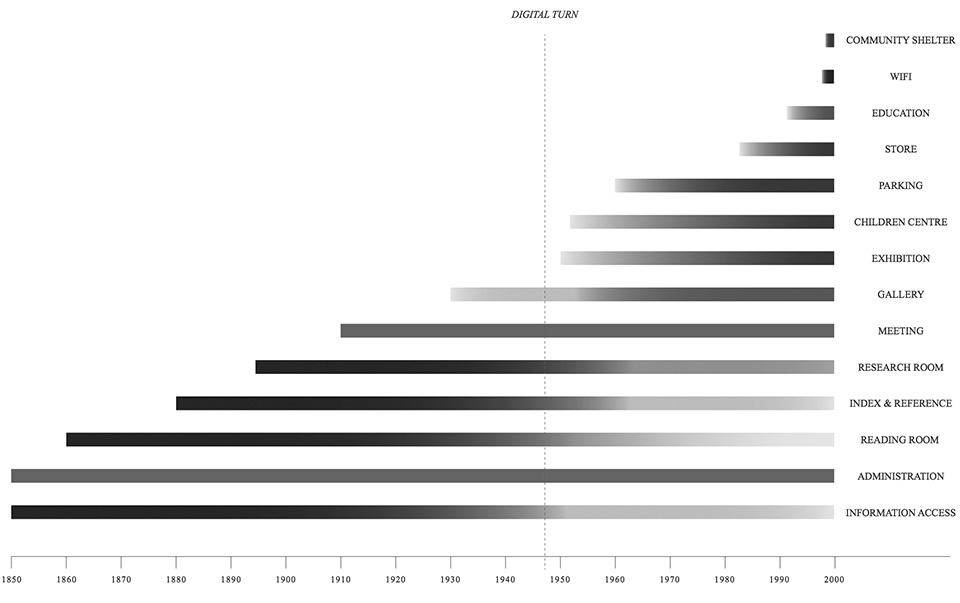 DIGITAL TURN
COMMUNITY SHELTER
WIFI
EDUCATION
STORE
PARKING
CHILDREN CENTRE
EXHIBITION
GALLERY
MEETING
RESEARCH ROOM
INDEX & REFERENCE
READING ROOM
ADMINISTRATION
INFORMATION ACCESS
1850 1860 1870 1880 1890 1900 1910 1920 1930 1940 1950 1960 1970 1980 1990 2000